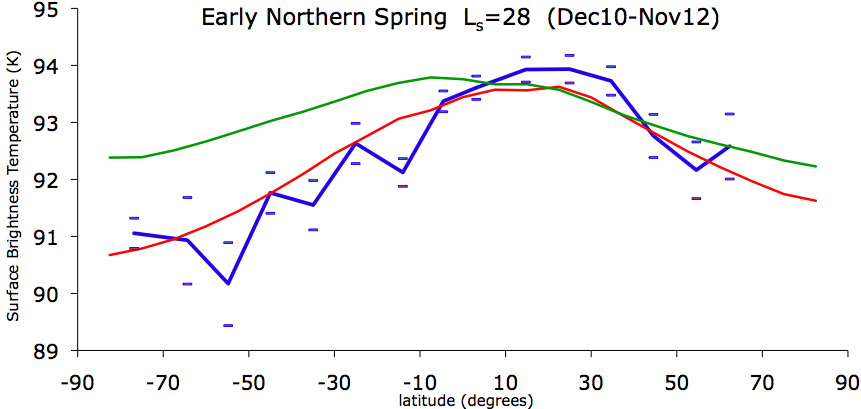 Early Northern Spring Ls=28 (Dec10-Nov12)
Surface Brightness Temperature (K)
95
94
93
92
91
90
89
-90 -70 -50 -30 -10 10 30 50 70 90
latitude (degrees)